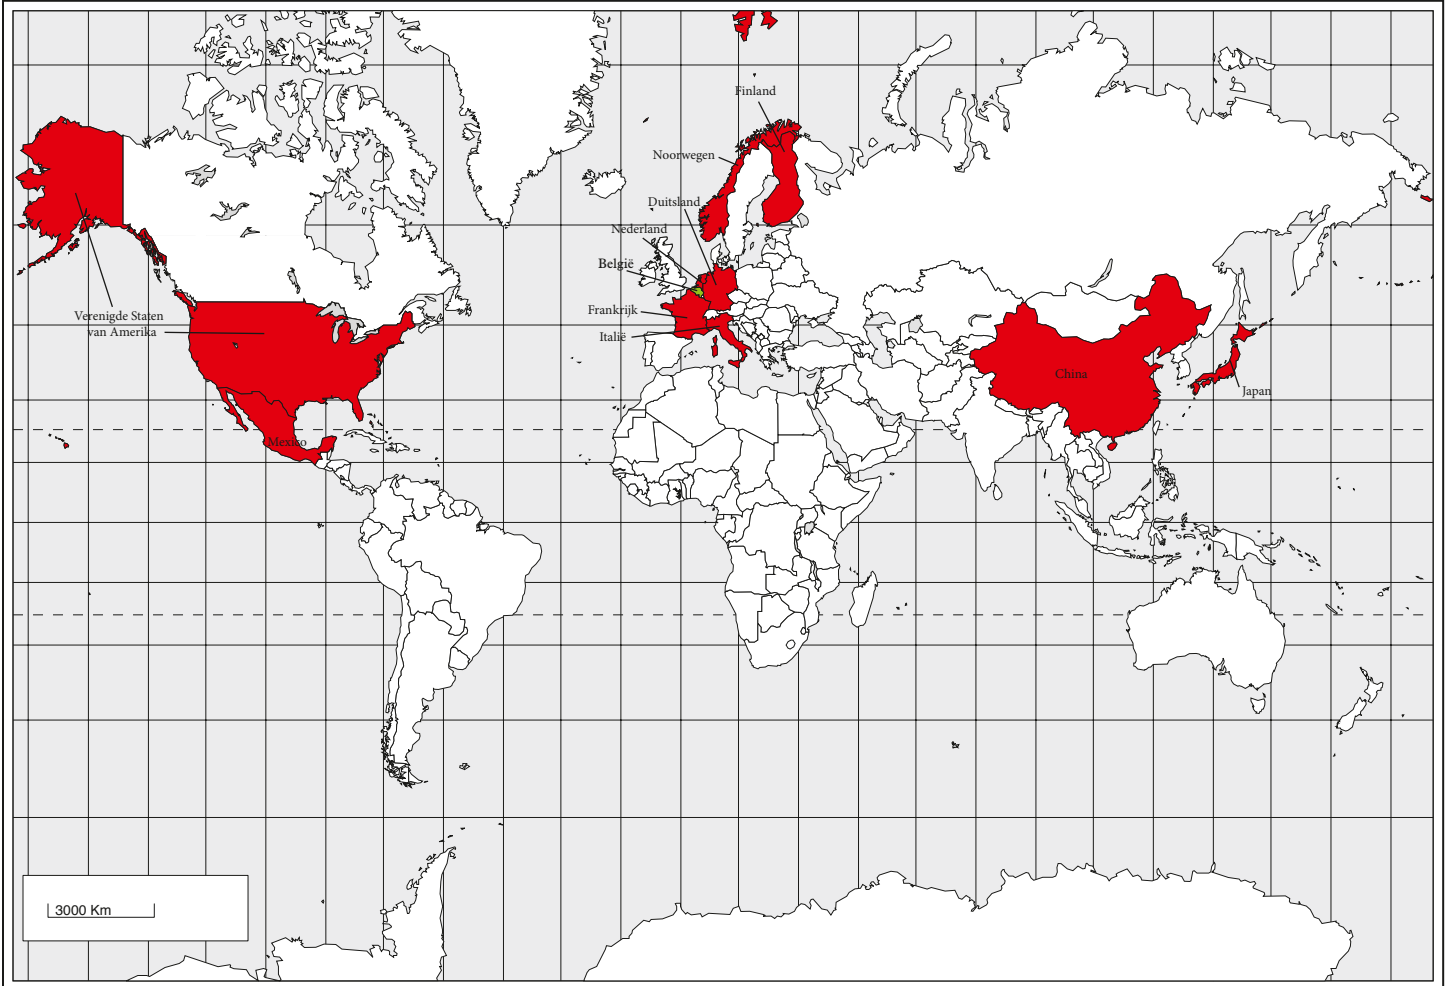 Finland
Noorwegen
Duitsland
Nederland
België
Frankrijk
Italië
Verenigde Staten
van Amerika
China
Japan
Mexico
3000 Km